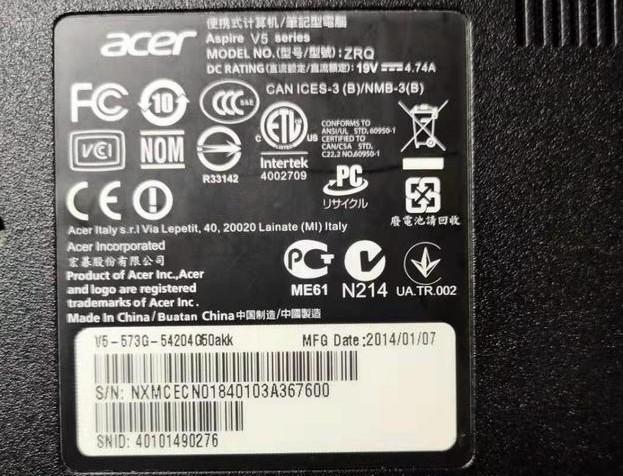 acer
便携式计算机/筆記型電腦
Aspire V5 series
MODEL NO.(型号/型號):ZRQ
DC RATING(直流额定/直流額定): 19V 4.74A
CAN ICES-3 (B)/NMB-3(B)
FC
10
CCC S&E
C ETL US
CONFORMS TO
ANSI/UL STD. 60950-1
CERTIFIED TO
CAN/CSA STD.
C22.2 NO.60950-1
Intertek
4002709
VCI
NOM
R33142
PC
リサイクル
CE
廢電池請回收
Acer Italy s.r.l Via Lepetit, 40, 20020 Lainate (MI) Italy
Acer Incorporated
宏碁股份有限公司
Product of Acer Inc.,Acer
and logo are registered
trademarks of Acer Inc .
Made in China/Buatan China中国制造/中國製造
PCT
ME61
N214
UA.TR.002
V5-573G-54204G50akk
MFG Date:2014/01/07
S/N: NXMCECN01840103A367600
SNID: 40101490276